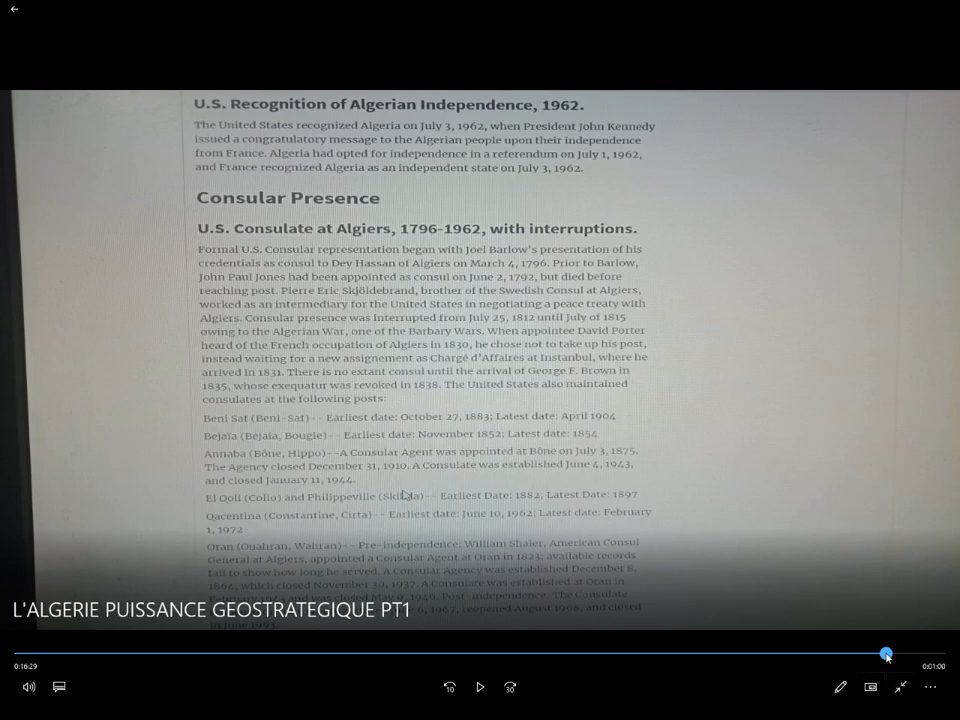 U.S. Recognition of Algerian Independence, 1962.
The United States recognized Algeria on July 3, 1962, when President John Kennedy
issued a congratulatory message to the Algerian people upon their independence
from France. Algeria had opted for independence in a referendum on July 1, 1962,
and France recognized Algeria as an independent state on July 3, 1962.
Consular Presence
U.S. Consulate at Algiers, 1796-1962, with interruptions.
Formal U.S. Consular representation began with Joel Barlow's presentation of his
credentials as consul to Dey Hassan of Algiers on March 4, 1796. Prior to Barlow,
John Paul Jones had been appointed as consul on June 2, 1792, but died before
reaching post. Pierre Eric Skjöldebrand, brother of the Swedish Consul at Algiers,
worked as an intermediary for the United States in negotiating a peace treaty with
Algiers. Consular presence was interrupted from July 25, 1812 until July of 1815
owing to the Algerian War, one of the Barbary Wars. When appointee David Porter
heard of the French occupation of Algiers in 1830, he chose not to take up his post,
instead waiting for a new assignement as Chargé d'Affaires at Instanbul, where he
arrived in 1831. There is no extant consul until the arrival of George F. Brown in
1835, whose exequatur was revoked in 1838. The United States also maintained
consulates at the following posts:
Beni Saf (Beni-Saf)-- Earliest date: October 27, 1883; Latest date: April 1904
Bejaïa (Bejaia, Bougie)-- Earliest date: November 1852; Latest date: 1854
Annaba (Bône, Hippo)--A Consular Agent was appointed at Bône on July 3, 1875.
The Agency closed December 31, 1910. A Consulate was established June 4, 1943,
and closed January 11, 1944.
El Qoll (Collo) and Philippeville (Skikda)-- Earliest Date: 1882; Latest Date: 1897
Qacentina (Constantine, Cirta)-- Earliest date: June 10, 1962; Latest date: February
1, 1972
Oran (Ouahran, Wahran)-- Pre-independence: William Shaler, American Consul
General at Algiers, appointed a Consular Agent at Oran in 1823; available records
fail to show how long he served. A Consular Agency was established December 8,
1864, which closed November 30, 1937. A Consulate was established at Oran in
and was closed May 9, 1946. Post-independence: The Consulate
L'ALGERIE PUISSANCE GEOSTRATEGIQUE PT1
1967, reopened August 1968, and closed
in June 1993.
0:16:29
0:01:00
10
30